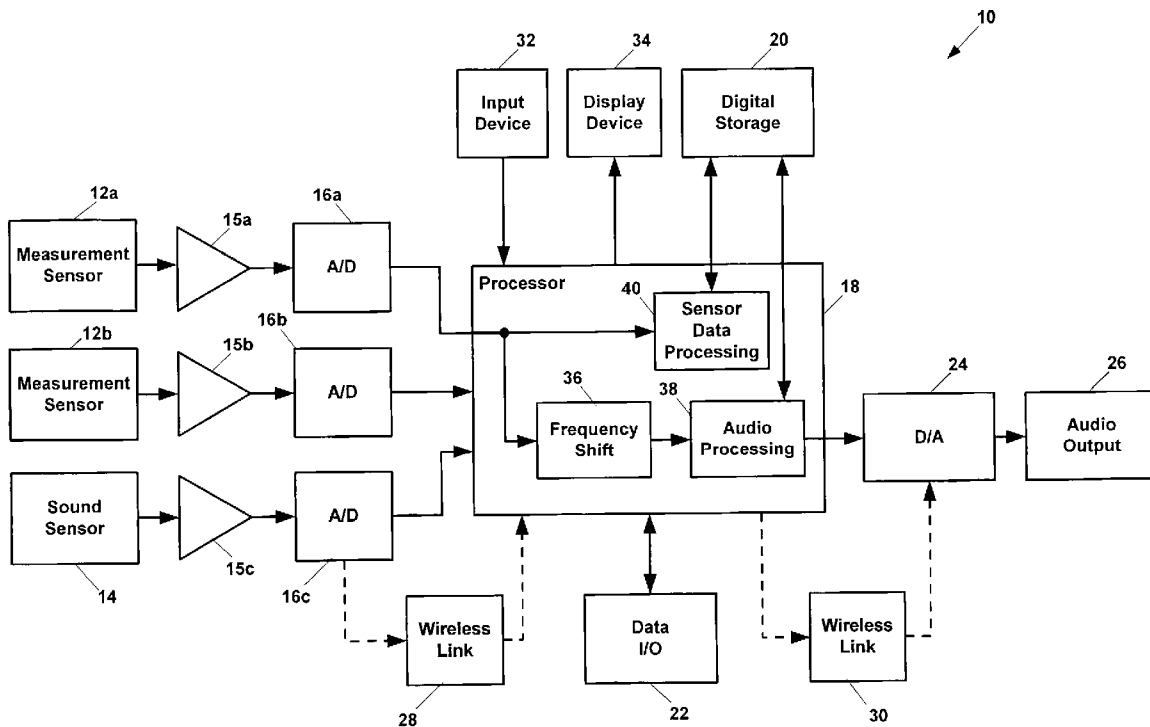 10
32
34
20
Input
Device
Display
Device
Digital
Storage
12a
15a
16a
Measurement
Sensor
A/D
Processor
18
40
Sensor
Data
Processing
12b
15b
16b
Measurement
Sensor
A/D
36
38
24
26
Frequency
Shift
Audio
Processing
D/A
Audio
Output
Sound
Sensor
A/D
14
15c
16c
Wireless
Link
Data
I/O
Wireless
Link
28
22
30